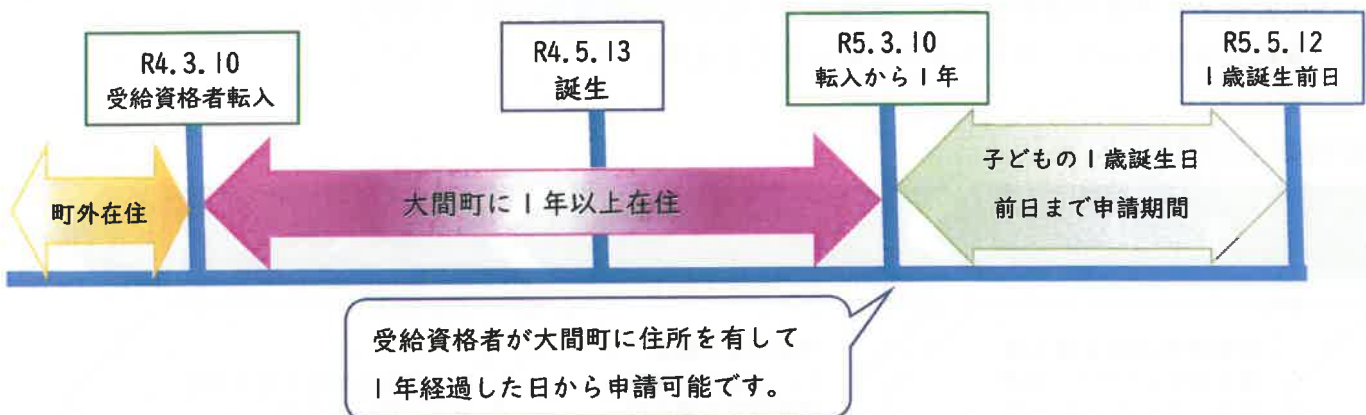 R4.3.10
受給資格者転入
R4.5.13
誕生
R5.3.10
転入から1年
R5.5.12
1歳誕生前日
町外在住
大間町に1年以上在住
子どもの1歳誕生日
前日まで申請期間
受給資格者が大間町に住所を有して
1年経過した日から申請可能です。